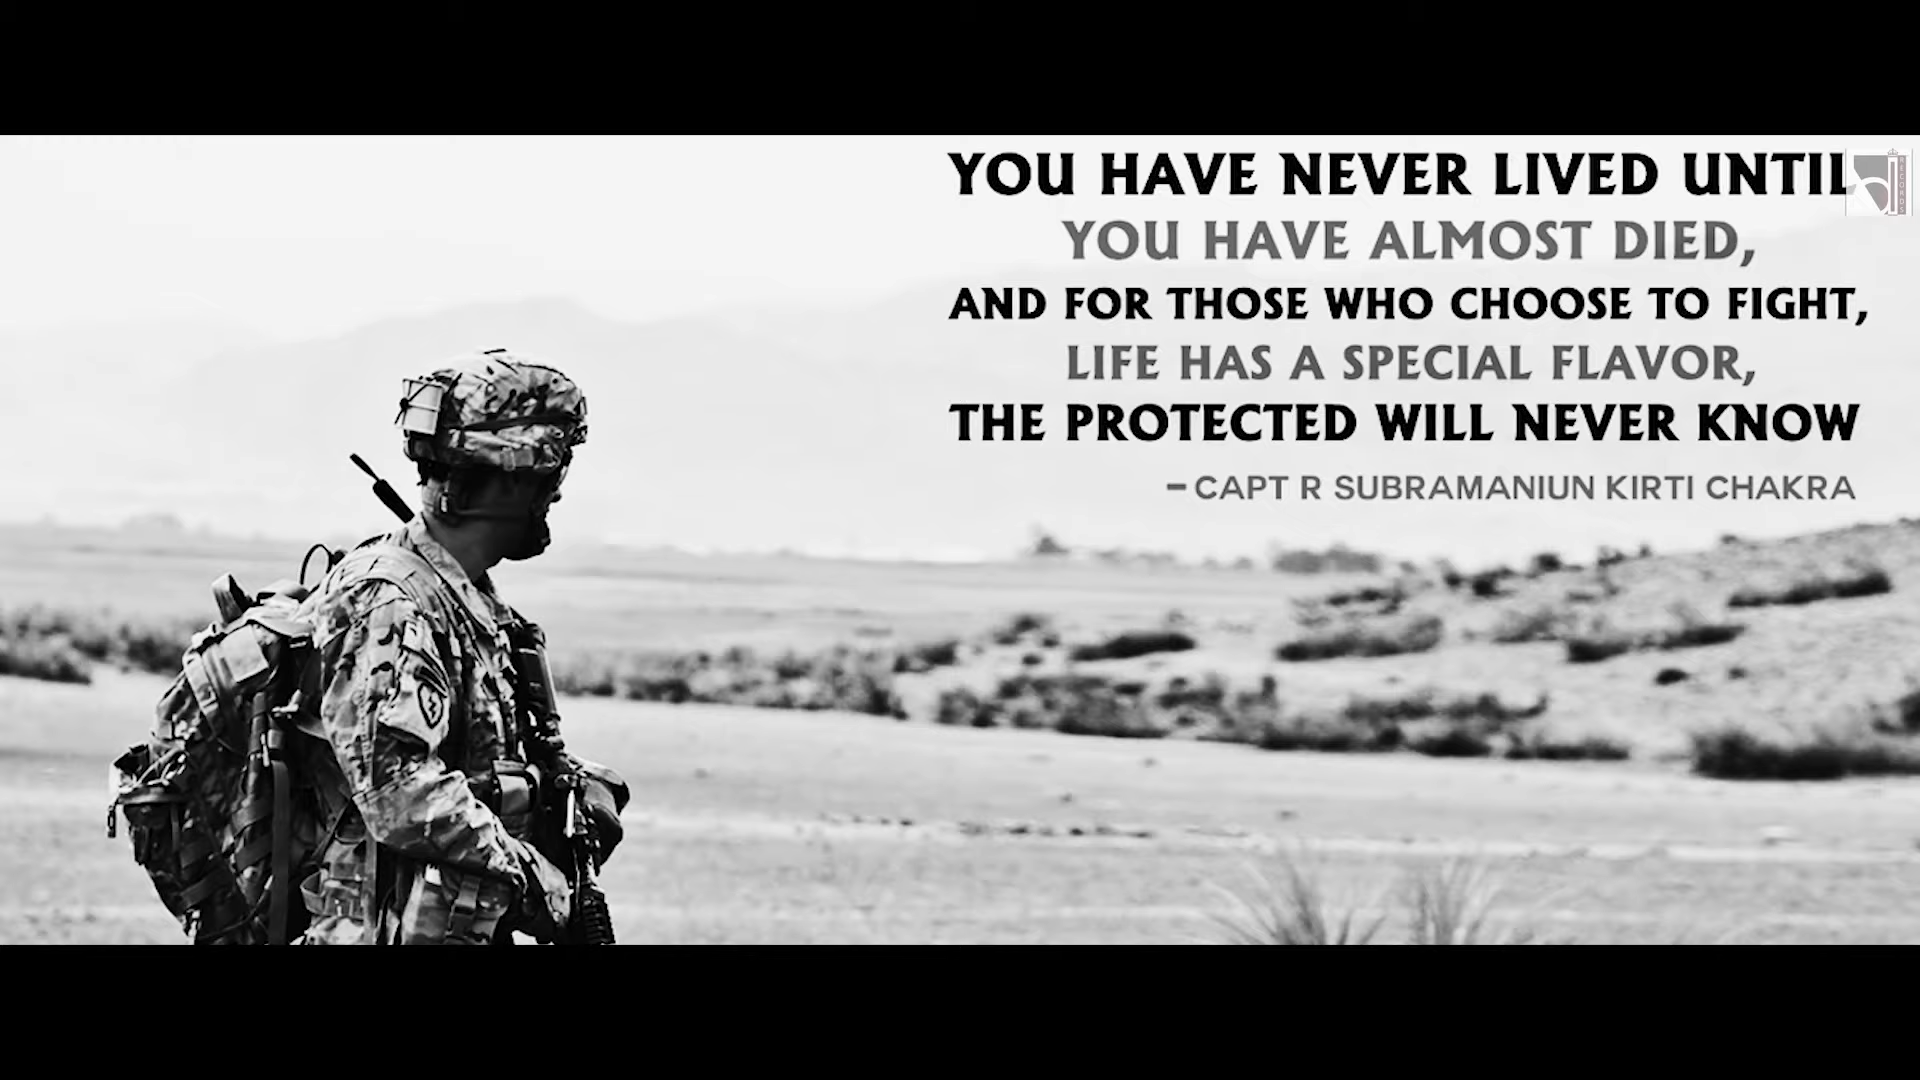 YOU HAVE NEVER LIVED UNTIL
YOU HAVE ALMOST DIED,
AND FOR THOSE WHO CHOOSE TO FIGHT,
LIFE HAS A SPECIAL FLAVOR,
THE PROTECTED WILL NEVER KNOW
– CAPT R SUBRAMANIUN KIRTI CHAKRA
RECORDS